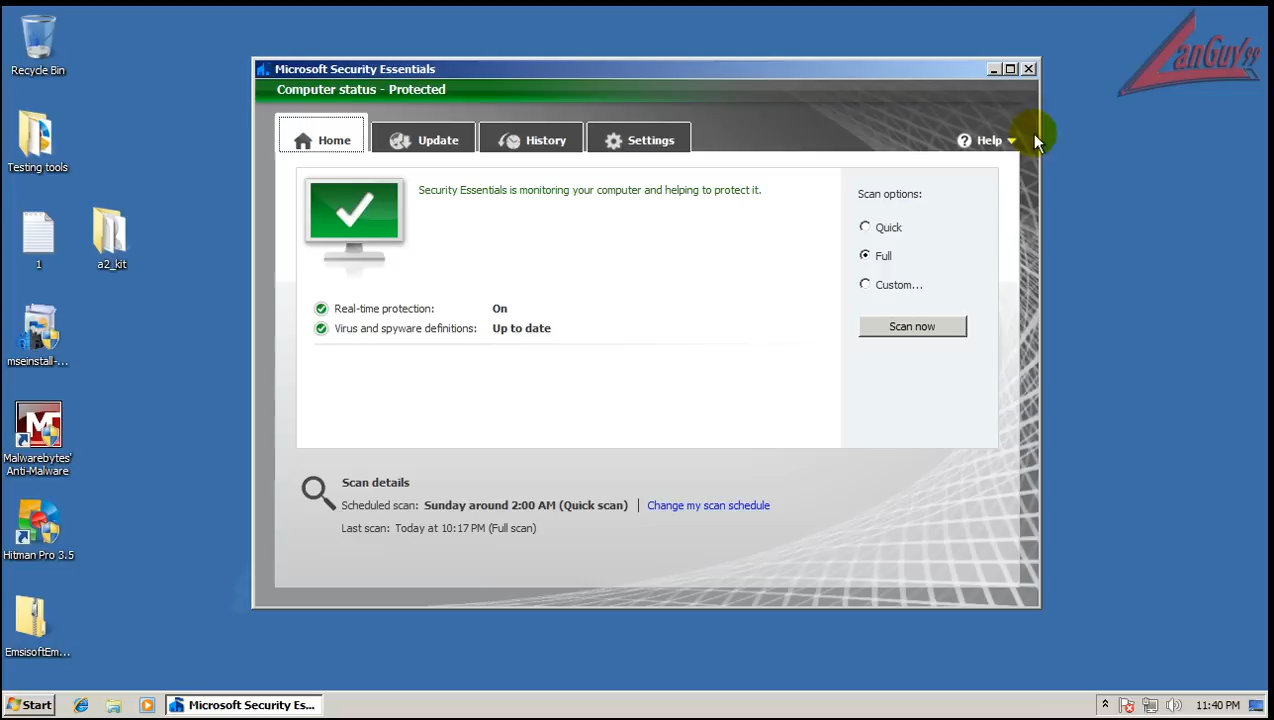 Recycle Bin
Testing tools
1
a2_kit
mseinstall-...
Malwarebytes'
Anti-Malware
Hitman Pro 3.5
EmsisoftEm...
LanGuy99
Microsoft Security Essentials
Computer status - Protected
Home
Update
History
Settings
Help
Security Essentials is monitoring your computer and helping to protect it.
Real-time protection: On
Virus and spyware definitions: Up to date
Scan options:
Quick
Full
Custom...
Scan now
Scan details
Scheduled scan: Sunday around 2:00 AM (Quick scan) | Change my scan schedule
Last scan: Today at 10:17 PM (Full scan)
Start
Microsoft Security Es...
11:40 PM